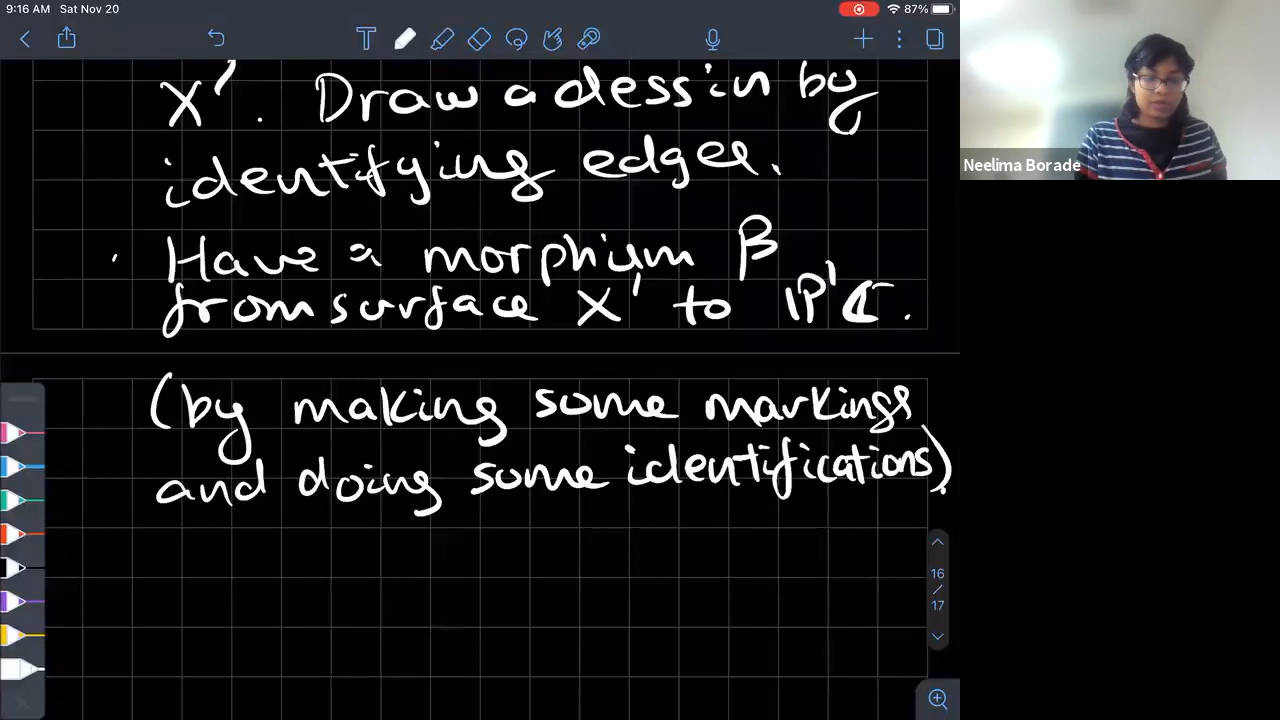 9:16 AM Sat Nov 20
87%
X'. Draw a dessin by
identifying edges.
Have a morphism β
from surface X' to ℙ'ℂ.
(by making some markings
and doing some identifications).
Neelima Borade
16
/
17